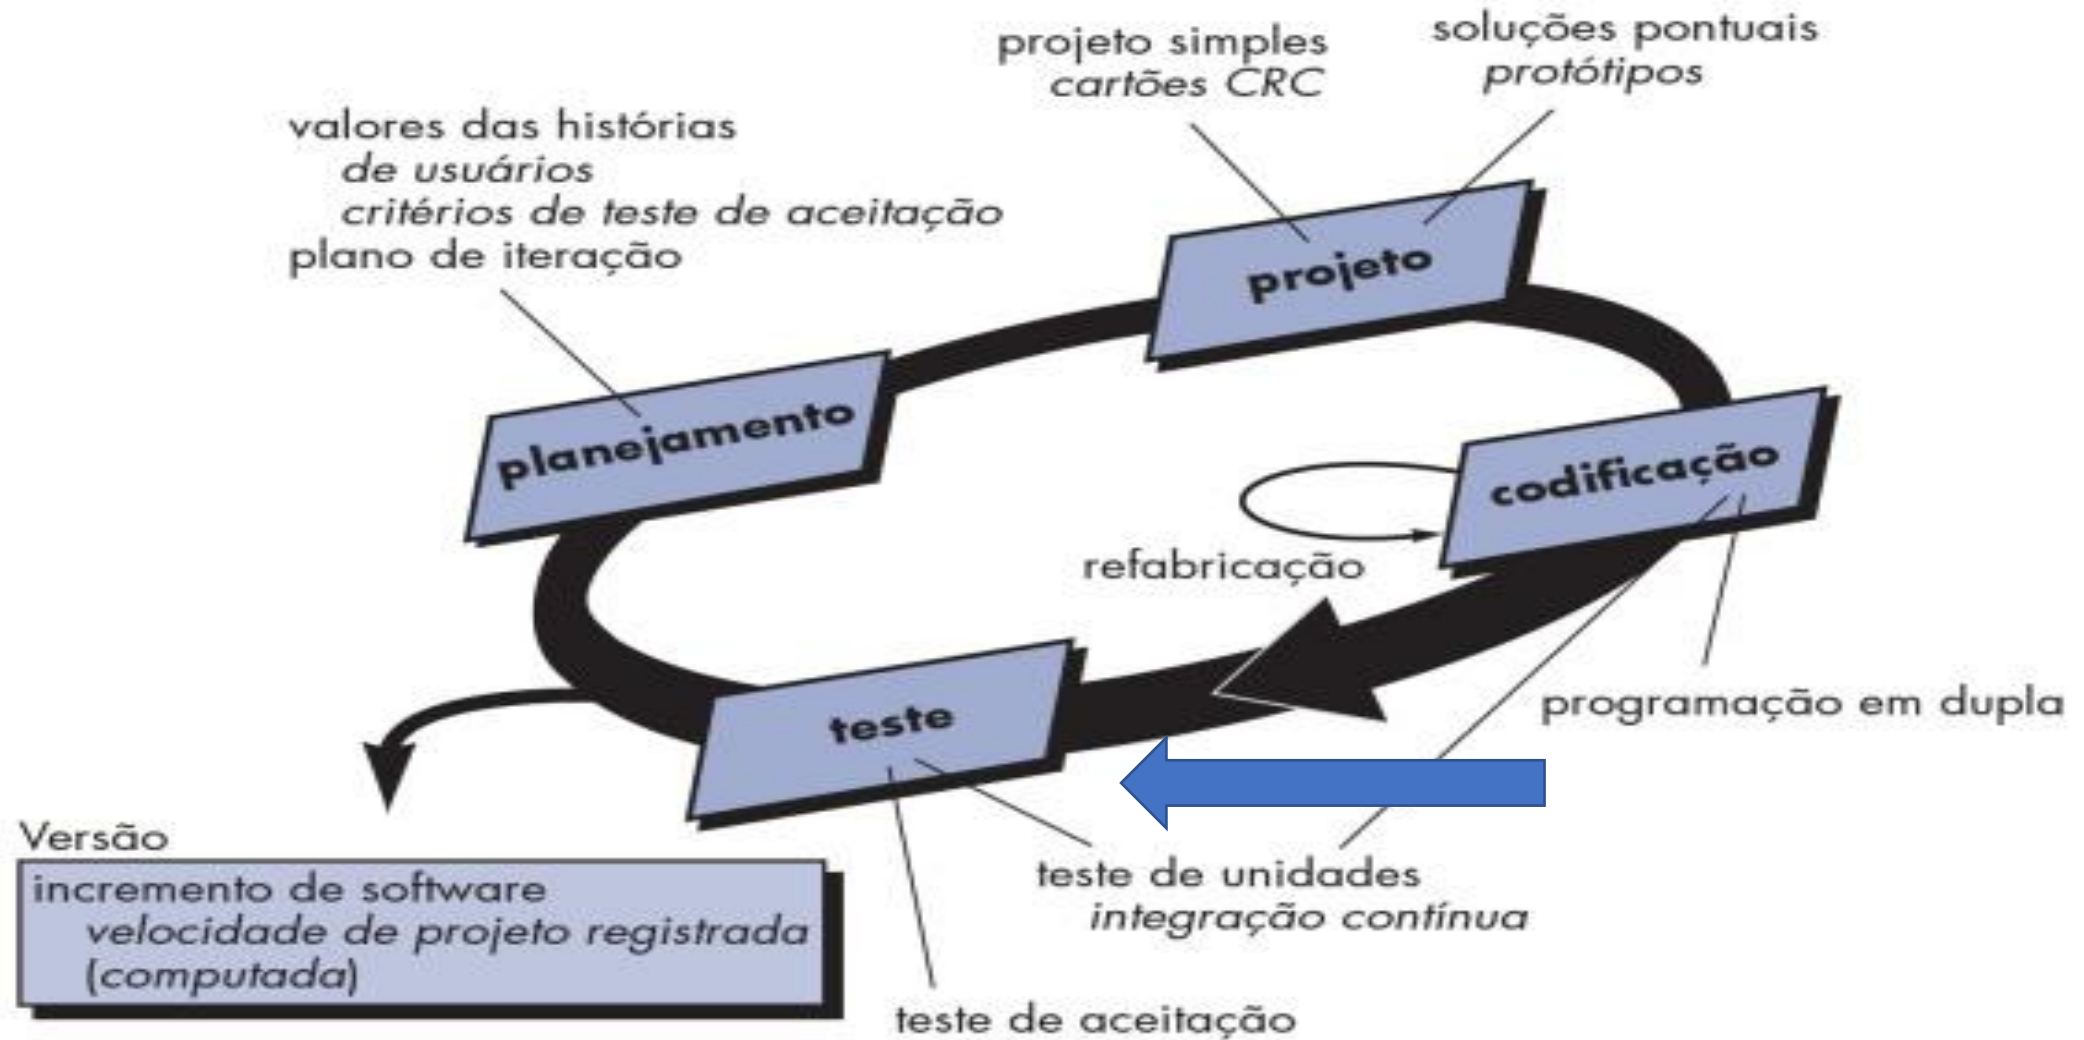 projeto simples
cartões CRC
soluções pontuais
protótipos
valores das histórias
de usuários
critérios de teste de aceitação
plano de iteração
projeto
planejamento
codificação
refabricação
programação em dupla
teste
teste de unidades
integração contínua
teste de aceitação
Versão
incremento de software
velocidade de projeto registrada
(computada)